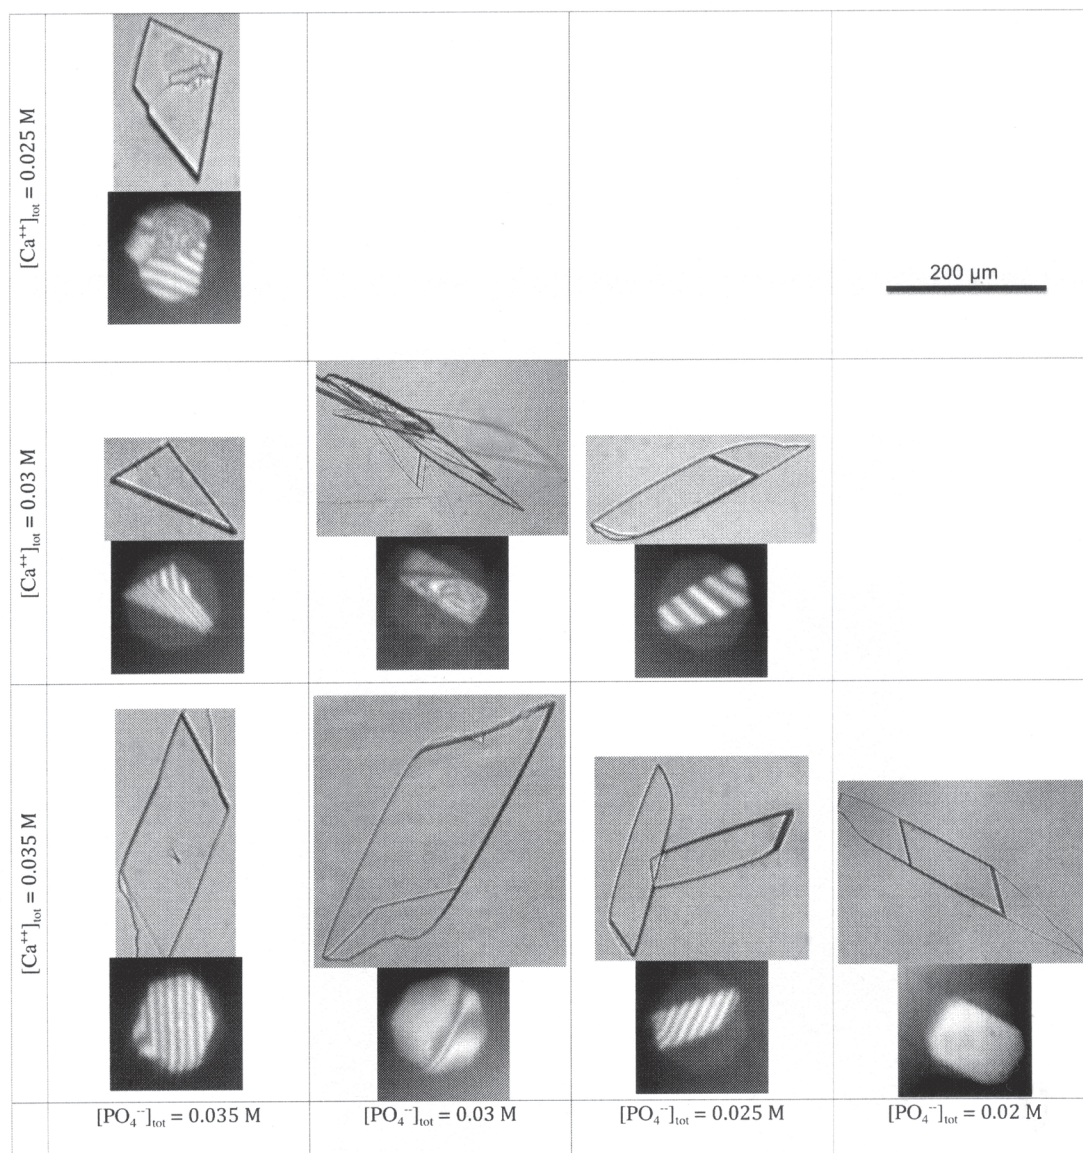 [Ca⁺⁺]tot = 0.025 M
200 µm
[Ca⁺⁺]tot = 0.03 M
[Ca⁺⁺]tot = 0.035 M
[PO₄⁻⁻]tot = 0.035 M
[PO₄⁻⁻]tot = 0.03 M
[PO₄⁻⁻]tot = 0.025 M
[PO₄⁻⁻]tot = 0.02 M